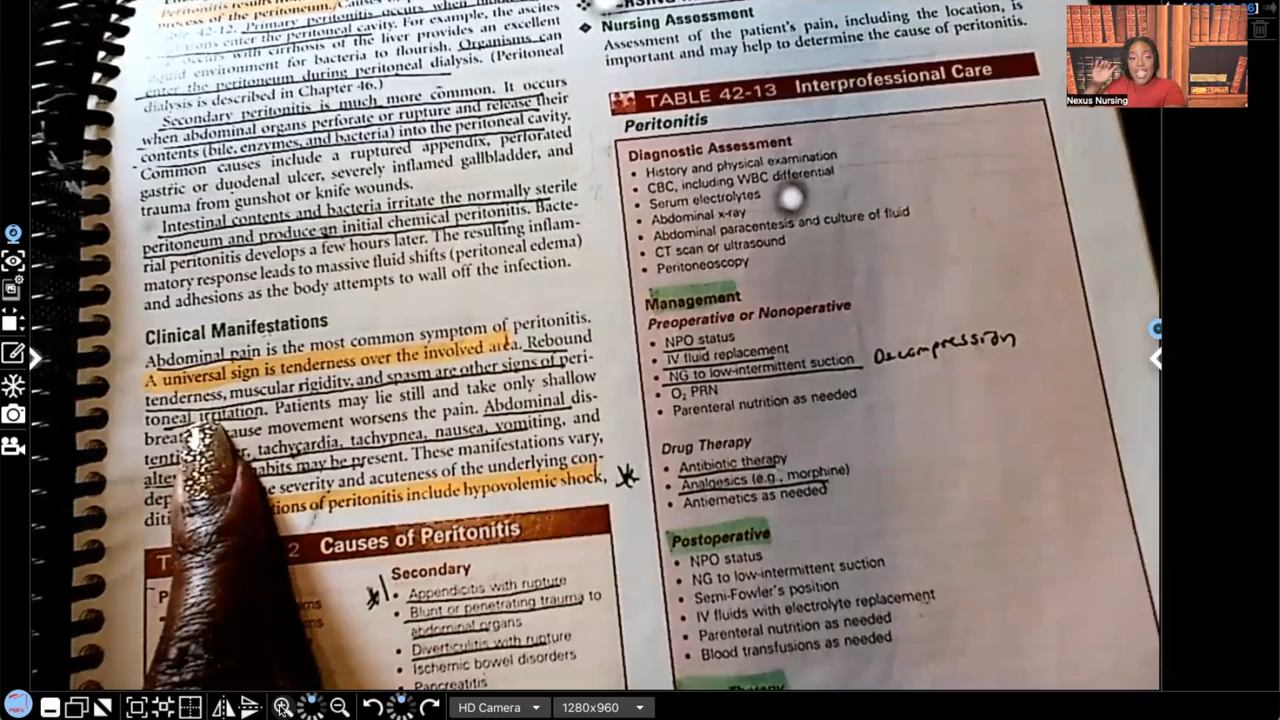 Peritonitis results
process of the peritoneum.
42-12. Primary peritonitis occurs when
enter the peritoneal cavity. For example, the ascites
occurs with cirrhosis of the liver provides an excellent
liquid environment for bacteria to flourish. Organisms can
enter the peritoneum during peritoneal dialysis. (Peritoneal
dialysis is described in Chapter 46.)
Secondary peritonitis is much more common. It occurs
when abdominal organs perforate or rupture and release their
contents (bile, enzymes, and bacteria) into the peritoneal cavity.
Common causes include a ruptured appendix, perforated
gastric or duodenal ulcer, severely inflamed gallbladder, and
trauma from gunshot or knife wounds.
Intestinal contents and bacteria irritate the normally sterile
peritoneum and produce an initial chemical peritonitis. Bacte-
rial peritonitis develops a few hours later. The resulting inflam-
matory response leads to massive fluid shifts (peritoneal edema)
and adhesions as the body attempts to wall off the infection.
Clinical Manifestations
Abdominal pain is the most common symptom of peritonitis.
A universal sign is tenderness over the involved area. Rebound
tenderness, muscular rigidity, and spasm are other signs of peri-
toneal irritation. Patients may lie still and take only shallow
ause movement worsens the pain. Abdominal dis-
tachycardia, tachypnea, nausea, vomiting, and
abits may be present. These manifestations vary,
severity and acuteness of the underlying con-
tions of peritonitis include hypovolemic shock,
2 Causes of Peritonitis
Secondary
• Appendicitis with rupture
• Blunt or penetrating trauma to
abdominal organs
• Diverticulitis with rupture
• Ischemic bowel disorders
• Pancreatitis
Nursing Assessment
Assessment of the patient's pain, including the location, is
important and may help to determine the cause of peritonitis.
TABLE 42-13 Interprofessional Care
Peritonitis
Diagnostic Assessment
• History and physical examination
• CBC, including WBC differential
• Serum electrolytes
• Abdominal x-ray
• Abdominal paracentesis and culture of fluid
• CT scan or ultrasound
• Peritoneoscopy
Management
Preoperative or Nonoperative
• NPO status
• IV fluid replacement
• NG to low-intermittent suction Decompression
• O2 PRN
• Parenteral nutrition as needed
Drug Therapy
• Antibiotic therapy
• Analgesics (e.g., morphine)
• Antiemetics as needed
Postoperative
• NPO status
• NG to low-intermittent suction
• Semi-Fowler's position
• IV fluids with electrolyte replacement
• Parenteral nutrition as needed
• Blood transfusions as needed
Therapy
Nexus Nursing
HD Camera
1280x960